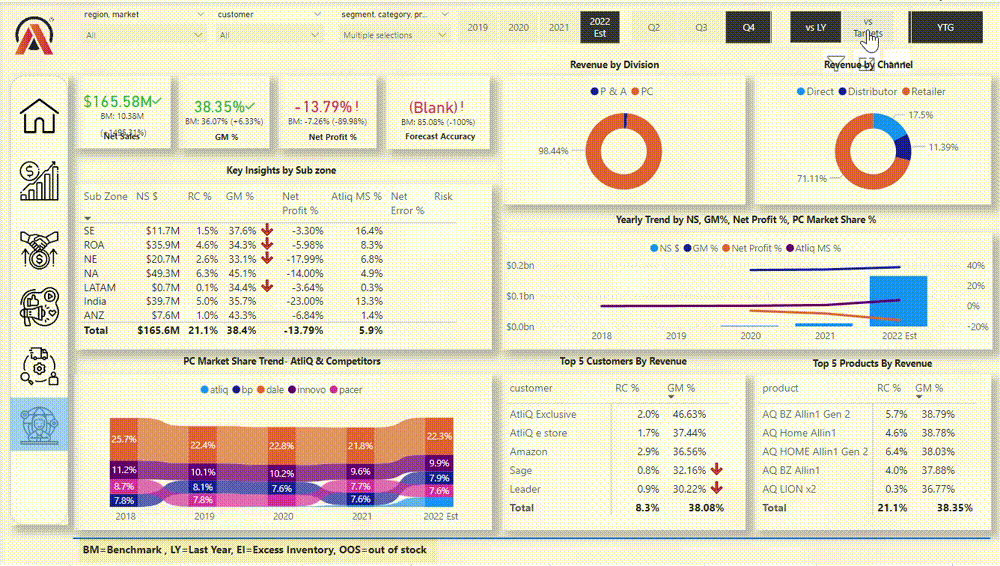 region, market
customer
segment, category, pr...
All
All
Multiple selections
2019
2020
2021
2022 Est
Q2
Q3
Q4
vs LY
vs Targets
YTG
$165.58M✓
BM: 10.38M
(+1495.31%)
Net Sales
38.35%✓
BM: 36.07% (+6.33%)
GM %
-13.79%!
BM: -7.26% (-89.98%)
Net Profit %
(Blank)!
BM: 85.08% (-100%)
Forecast Accuracy
Revenue by Division
P & A PC
98.44%
Revenue by Channel
Direct Distributor Retailer
17.5%
11.39%
71.11%
Key Insights by Sub zone
Sub Zone NS $ RC % GM % Net Profit % Atliq MS % Net Error % Risk
SE $11.7M 1.5% 37.6% -3.30% 16.4%
ROA $35.9M 4.6% 34.3% -5.98% 8.3%
NE $20.7M 2.6% 33.1% -17.99% 6.8%
NA $49.3M 6.3% 45.1% -14.00% 4.9%
LATAM $0.7M 0.1% 34.4% -3.64% 0.3%
India $39.7M 5.0% 35.7% -23.00% 13.3%
ANZ $7.6M 1.0% 43.3% -6.84% 1.4%
Total $165.6M 21.1% 38.4% -13.79% 5.9%
Yearly Trend by NS, GM%, Net Profit %, PC Market Share %
NS $ GM % Net Profit % Atliq MS %
$0.2bn
$0.1bn
$0.0bn
40%
20%
0%
-20%
2018 2019 2020 2021 2022 Est
PC Market Share Trend- AtliQ & Competitors
atliq bp dale innovo pacer
25.7% 22.4% 22.8% 21.8% 22.3%
11.2% 10.1% 10.2% 9.6% 9.9%
8.7% 8.1% 7.6% 7.7% 7.9%
7.8% 7.8% 7.6% 7.6%
2018 2019 2020 2021 2022 Est
Top 5 Customers By Revenue
customer RC % GM %
AtliQ Exclusive 2.0% 46.63%
AtliQ e store 1.7% 37.44%
Amazon 2.9% 36.56%
Sage 0.8% 32.16%
Leader 0.9% 30.22%
Total 8.3% 38.08%
Top 5 Products By Revenue
product RC % GM %
AQ BZ Allin1 Gen 2 5.7% 38.79%
AQ Home Allin1 4.6% 38.78%
AQ HOME Allin1 Gen 2 6.4% 38.03%
AQ BZ Allin1 4.0% 37.88%
AQ LION x2 0.3% 36.77%
Total 21.1% 38.35%
BM=Benchmark , LY=Last Year, EI=Excess Inventory, OOS=out of stock